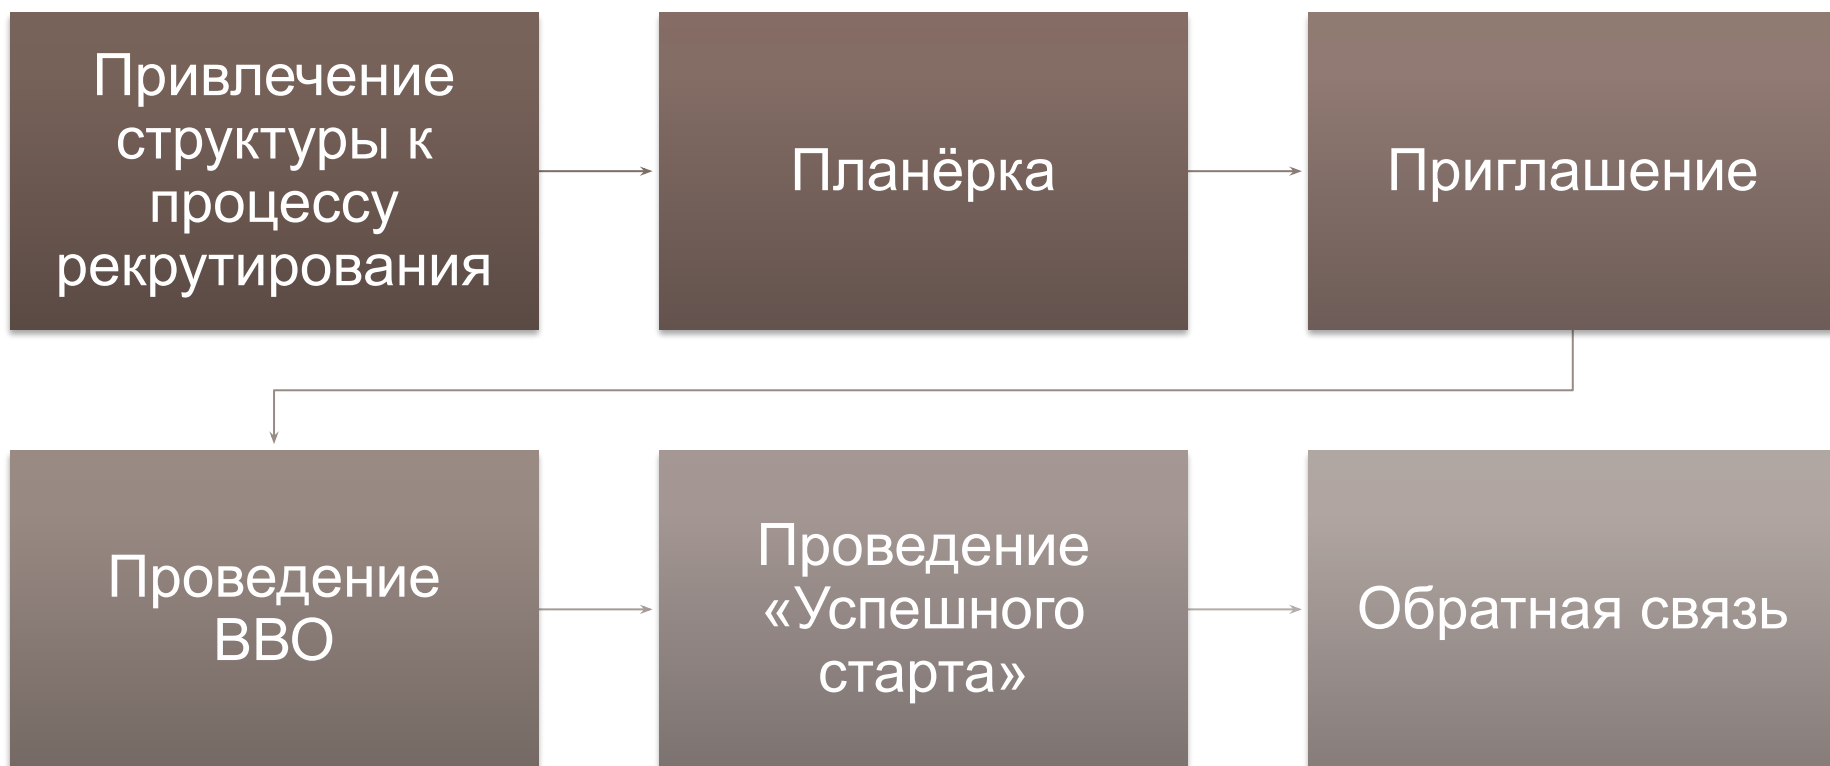 Привлечение
структуры к
процессу
рекрутирования
Планёрка
Приглашение
Проведение
ВВО
Проведение
«Успешного
старта»
Обратная связь